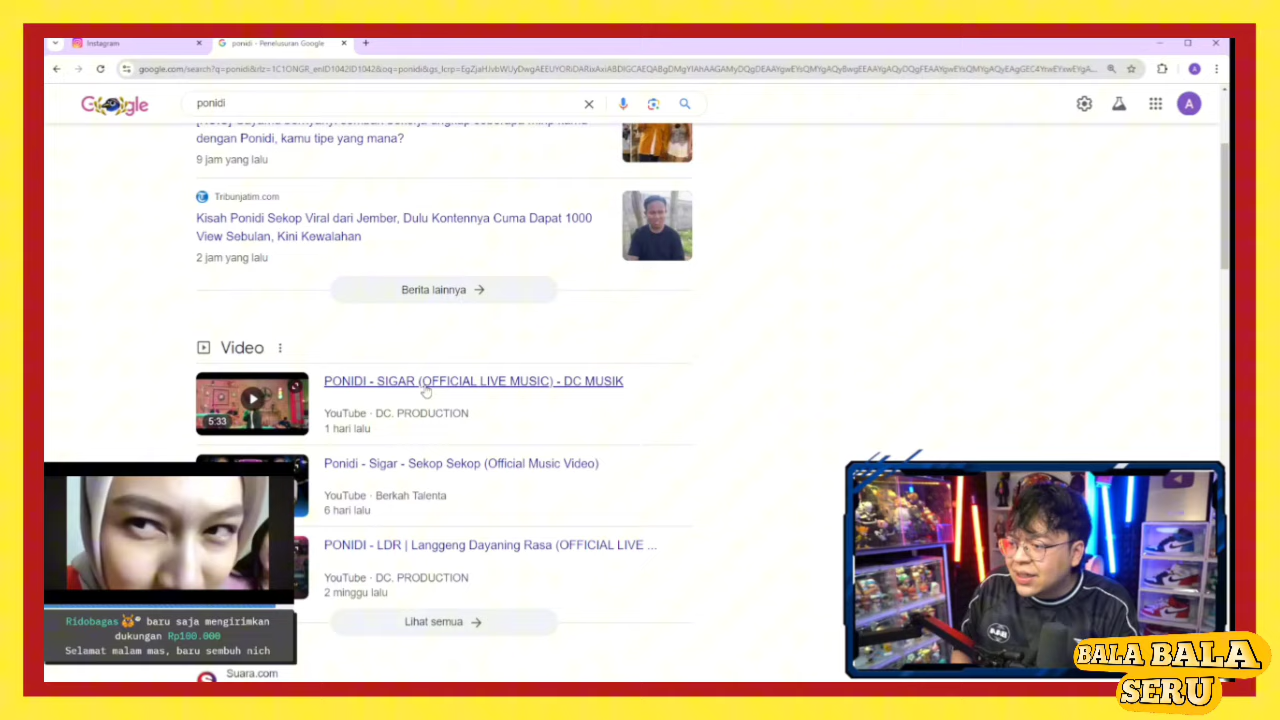 Instagram
ponidi - Penelusuran Google
Google
ponidi
A
A
dengan Ponidi, kamu tipe yang mana?
9 jam yang lalu
Tribunjatim.com
Kisah Ponidi Sekop Viral dari Jember, Dulu Kontennya Cuma Dapat 1000
View Sebulan, Kini Kewalahan
2 jam yang lalu
Berita lainnya
Video
PONIDI - SIGAR (OFFICIAL LIVE MUSIC) - DC MUSIK
5:33
YouTube · DC. PRODUCTION
1 hari lalu
Ponidi - Sigar - Sekop Sekop (Official Music Video)
YouTube · Berkah Talenta
6 hari lalu
PONIDI - LDR | Langgeng Dayaning Rasa (OFFICIAL LIVE ...
YouTube · DC. PRODUCTION
2 minggu lalu
Lihat semua
Suara.com
Ridobagas baru saja mengirimkan
dukungan Rp100.000
Selamat malam mas, baru sembuh nich
BALA BALA
SERU